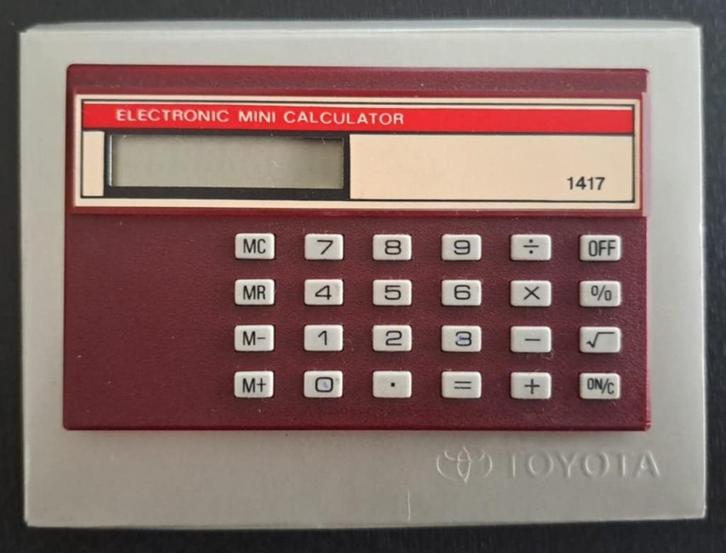 ELECTRONIC MINI CALCULATOR
1417
MC 7 8 9 ÷ OFF
MR 4 5 6 × %
M− 1 2 3 − √
M+ 0 · = + ON/C
TOYOTA